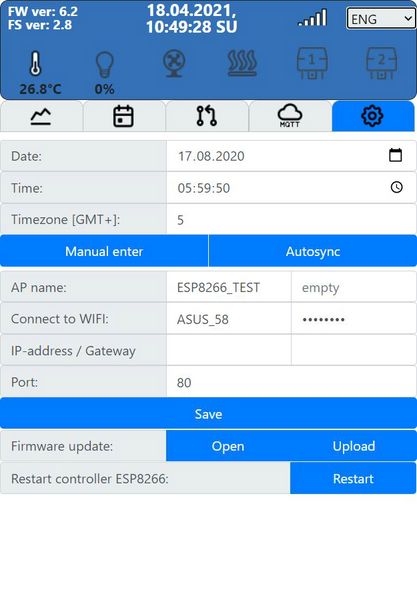 FW ver: 6.2
FS ver: 2.8
18.04.2021,
10:49:28 SU
ENG
1
2
26.8°C
0%
MQTT
Date:
17.08.2020
Time:
05:59:50
Timezone [GMT+]:
5
Manual enter
Autosync
AP name:
ESP8266_TEST
empty
Connect to WIFI:
ASUS_58
••••••••
IP-address / Gateway
Port:
80
Save
Firmware update:
Open
Upload
Restart controller ESP8266:
Restart